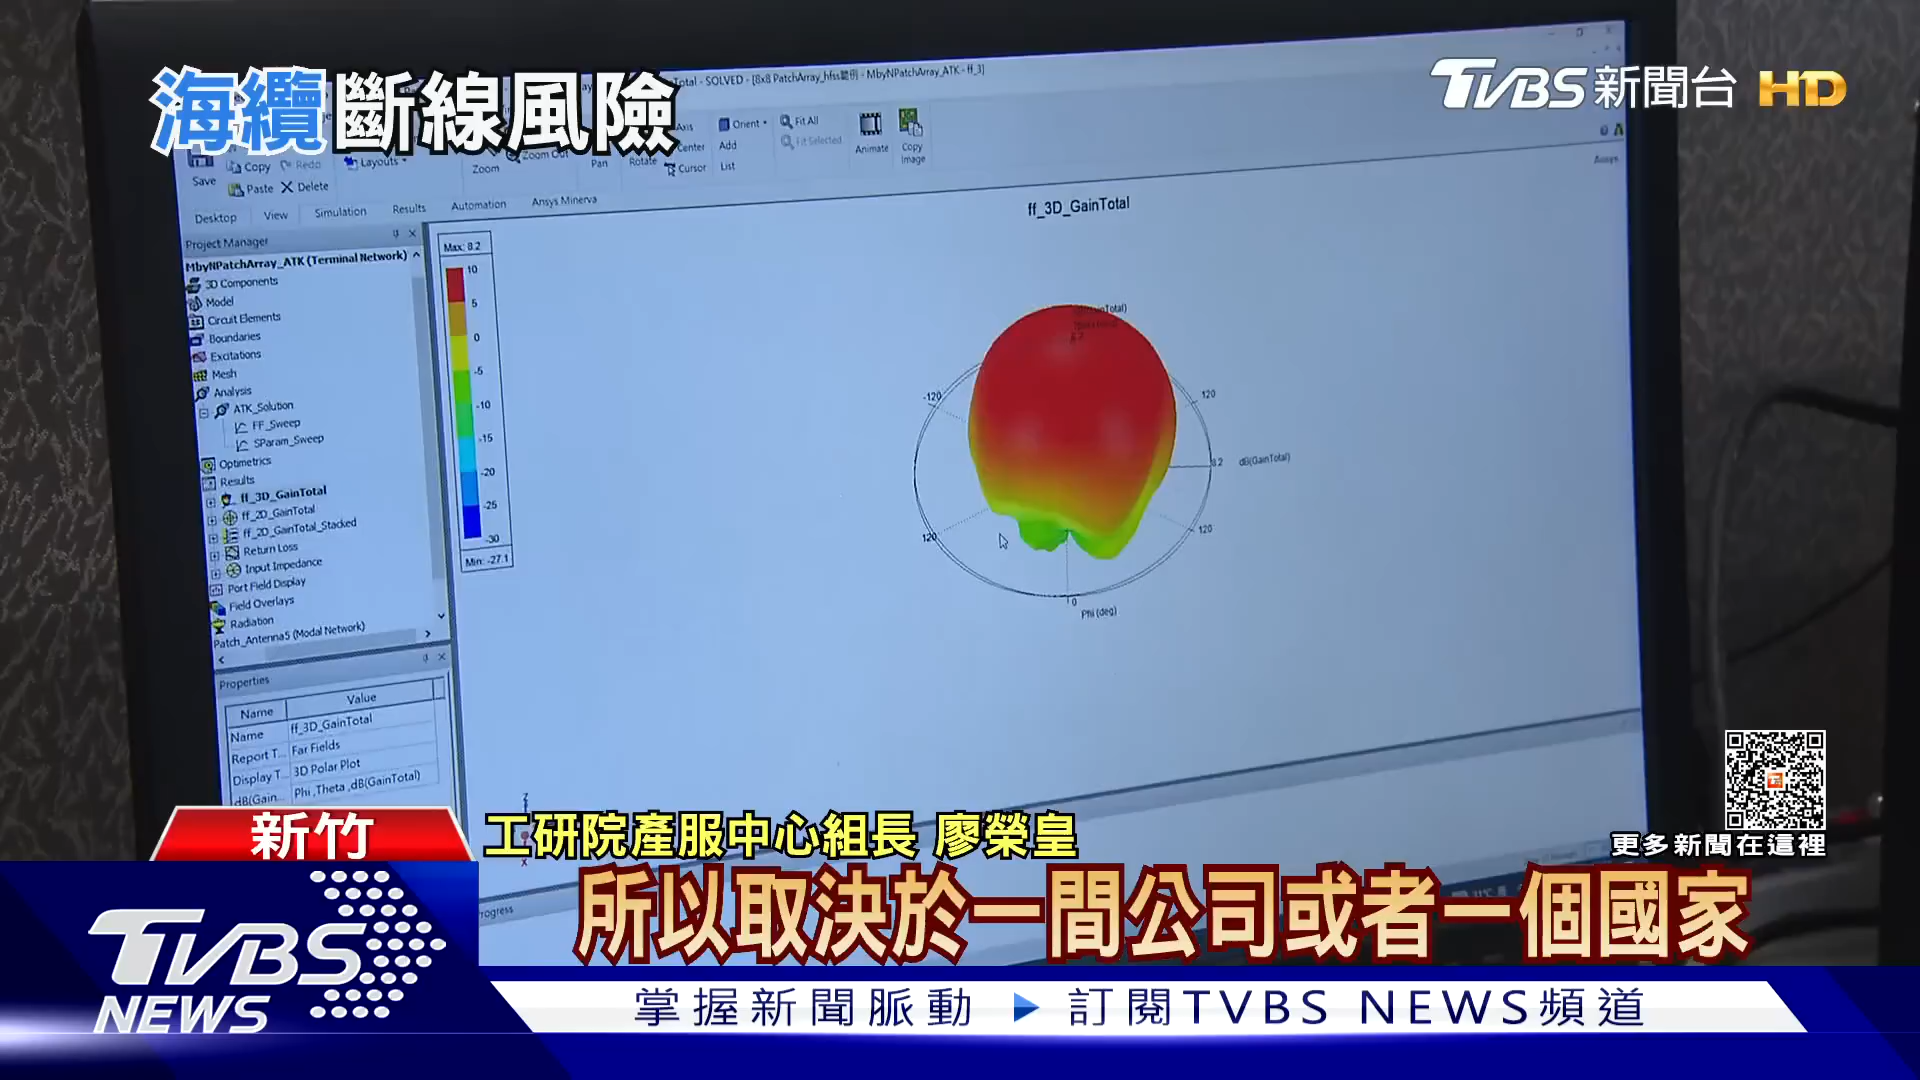 海纜斷線風險
TVBS新聞台 HD
Total - SOLVED - [8x8 PatchArray_hfss範例 - MbyNPatchArray_ATK - ff_3]
Save
Copy
Redo
Paste
Delete
Layouts
Zoom
Zoom Out
Pan
Rotate
Axis
Center
Cursor
Orient
Add
List
Fit All
Fit Selected
Animate
Copy
Image
Desktop View Simulation Results Automation Ansys Minerva
Ansys
Project Manager
MbyNPatchArray_ATK (Terminal Network)
3D Components
Model
Circuit Elements
Boundaries
Excitations
Mesh
Analysis
ATK_Solution
FF_Sweep
SParam_Sweep
Optimetrics
Results
ff_3D_GainTotal
ff_2D_GainTotal
ff_2D_GainTotal_Stacked
Return Loss
Input Impedance
Port Field Display
Field Overlays
Radiation
Patch_Antenna5 (Modal Network)
Properties
Name Value
Name ff_3D_GainTotal
Report T... Far Fields
Display T... 3D Polar Plot
dB(Gain... Phi ,Theta ,dB(GainTotal)
Max: 8.2
10
5
0
-5
-10
-15
-20
-25
-30
Min: -27.1
ff_3D_GainTotal
-120
120
8.2 dB(GainTotal)
120
120
0
Phi (deg)
Z
X
Progress
更多新聞在這裡
新竹
工研院產服中心組長 廖榮皇
所以取決於一間公司或者一個國家
TVBS
NEWS
掌握新聞脈動 ▶ 訂閱TVBS NEWS頻道